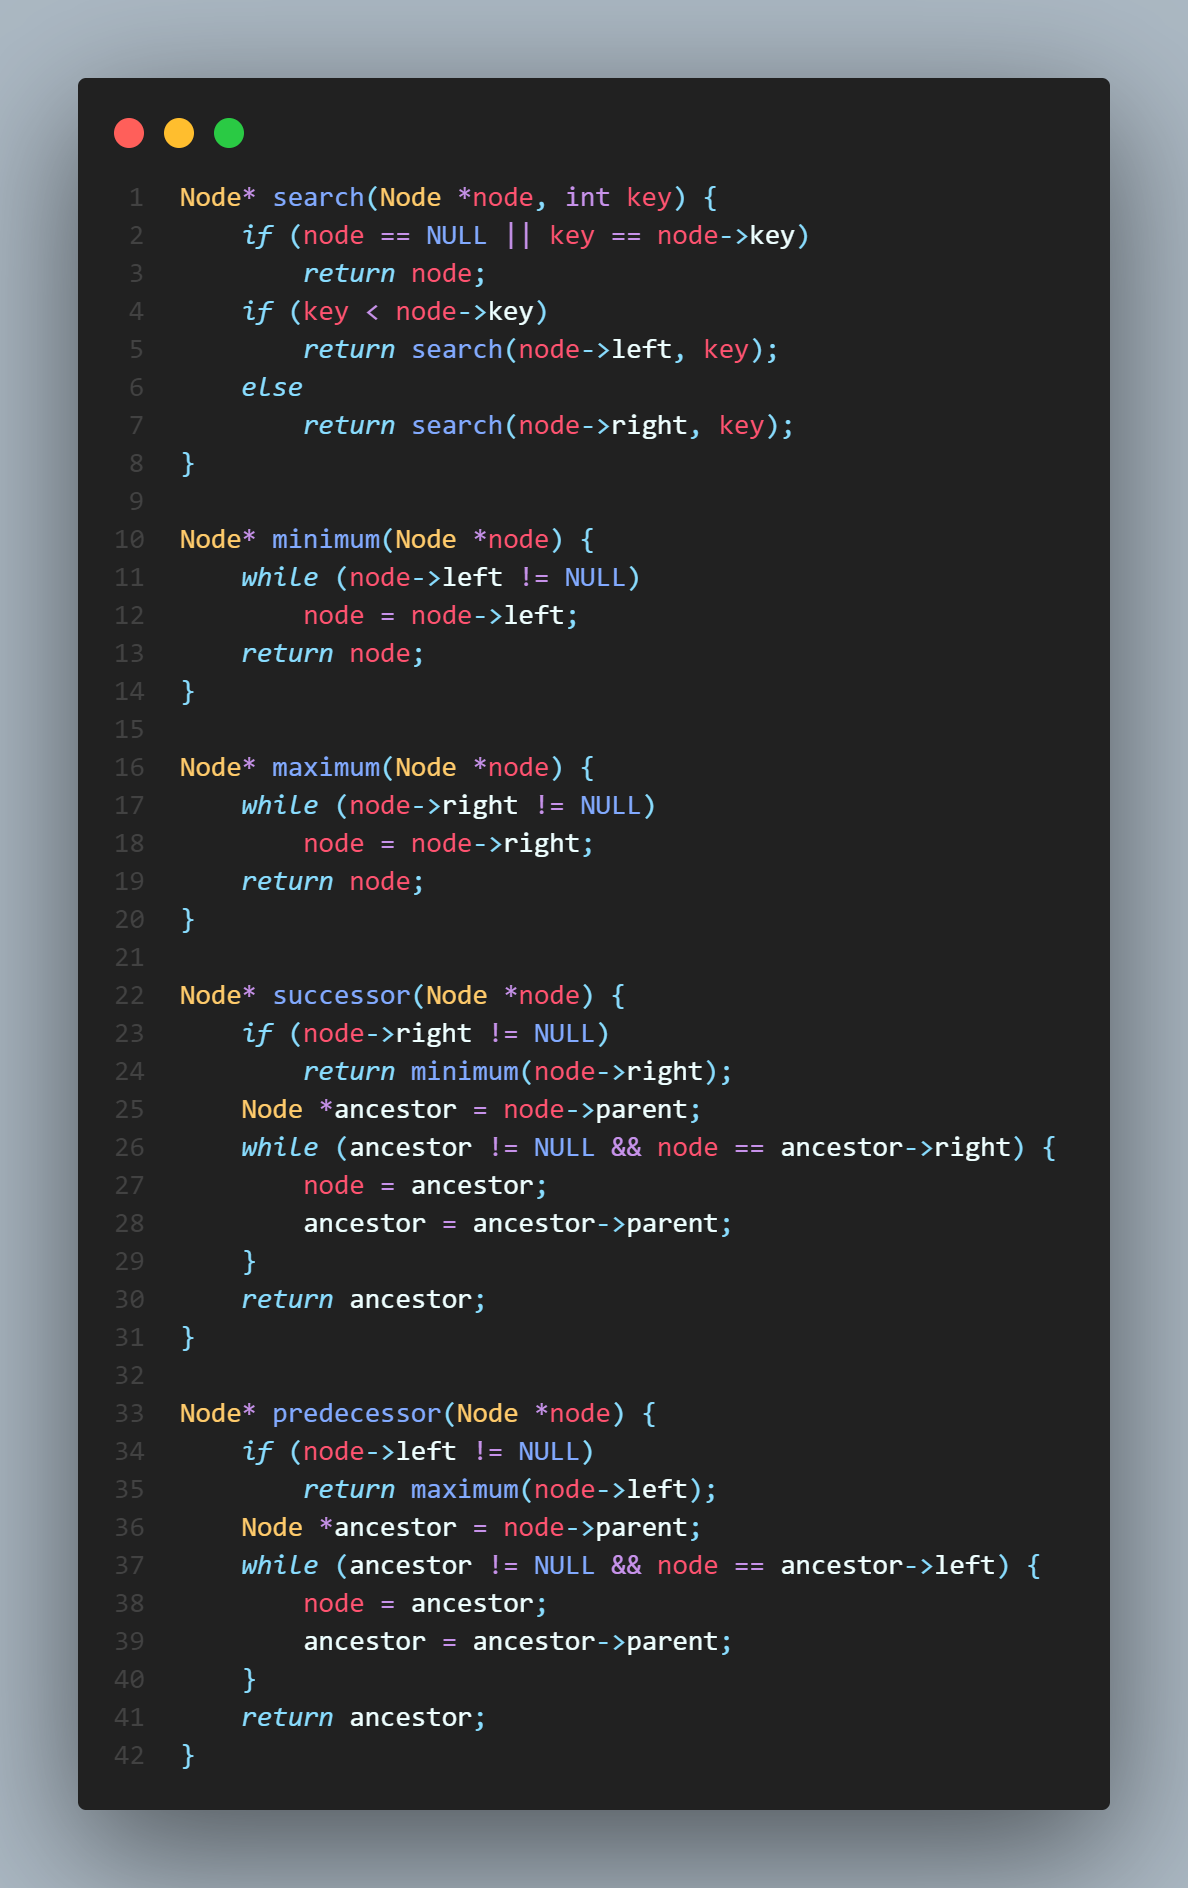 1 Node* search(Node *node, int key) {
2     if (node == NULL || key == node->key)
3         return node;
4     if (key < node->key)
5         return search(node->left, key);
6     else
7         return search(node->right, key);
8 }
9
10 Node* minimum(Node *node) {
11     while (node->left != NULL)
12         node = node->left;
13     return node;
14 }
15
16 Node* maximum(Node *node) {
17     while (node->right != NULL)
18         node = node->right;
19     return node;
20 }
21
22 Node* successor(Node *node) {
23     if (node->right != NULL)
24         return minimum(node->right);
25     Node *ancestor = node->parent;
26     while (ancestor != NULL && node == ancestor->right) {
27         node = ancestor;
28         ancestor = ancestor->parent;
29     }
30     return ancestor;
31 }
32
33 Node* predecessor(Node *node) {
34     if (node->left != NULL)
35         return maximum(node->left);
36     Node *ancestor = node->parent;
37     while (ancestor != NULL && node == ancestor->left) {
38         node = ancestor;
39         ancestor = ancestor->parent;
40     }
41     return ancestor;
42 }